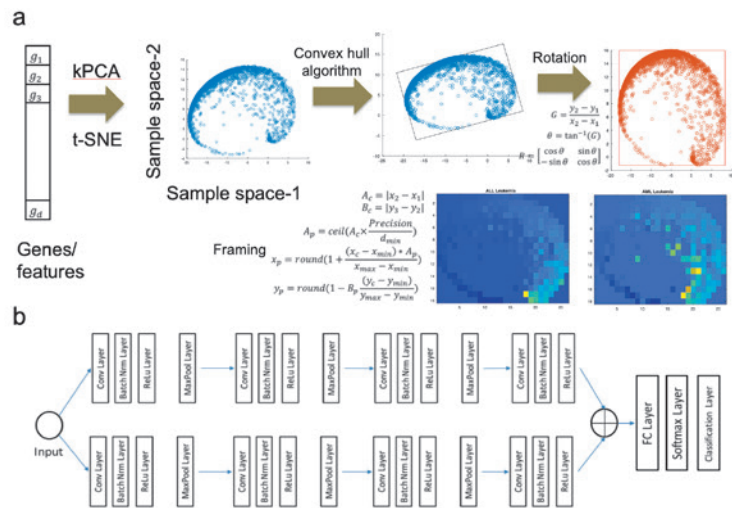 a
g1
g2
g3
gd
Genes/
features
kPCA
t-SNE
Sample space-2
Sample space-1
Convex hull
algorithm
Rotation
G = (y2 − y1)/(x2 − x1)
θ = tan⁻¹(G)
R = [cos θ sin θ
−sin θ cos θ]
Framing
Ac = |x2 − x1|
Bc = |y3 − y2|
Ap = ceil(Ac × Precision/dmin)
xp = round(1 + (xc − xmin) * Ap/(xmax − xmin))
yp = round(1 − Bp (yc − ymin)/(ymax − ymin))
ALL Leukemic
AML Leukemic
b
Input
Conv Layer
Batch Nrm Layer
ReLu Layer
MaxPool Layer
Conv Layer
Batch Nrm Layer
ReLu Layer
MaxPool Layer
Conv Layer
Batch Nrm Layer
ReLu Layer
MaxPool Layer
Conv Layer
Batch Nrm Layer
ReLu Layer
Conv Layer
Batch Nrm Layer
ReLu Layer
MaxPool Layer
Conv Layer
Batch Nrm Layer
ReLu Layer
MaxPool Layer
Conv Layer
Batch Nrm Layer
ReLu Layer
MaxPool Layer
Conv Layer
Batch Nrm Layer
ReLu Layer
FC Layer
Softmax Layer
Classification Layer